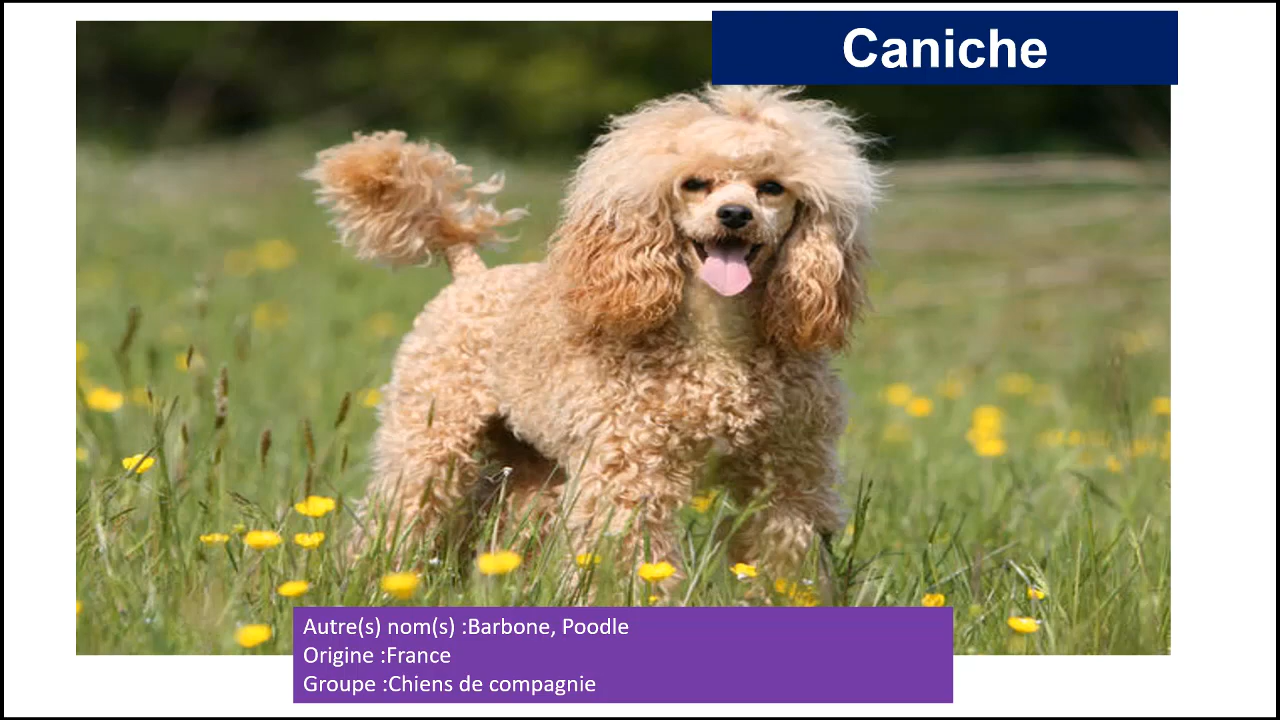 Caniche
Autre(s) nom(s) :Barbone, Poodle
Origine :France
Groupe :Chiens de compagnie